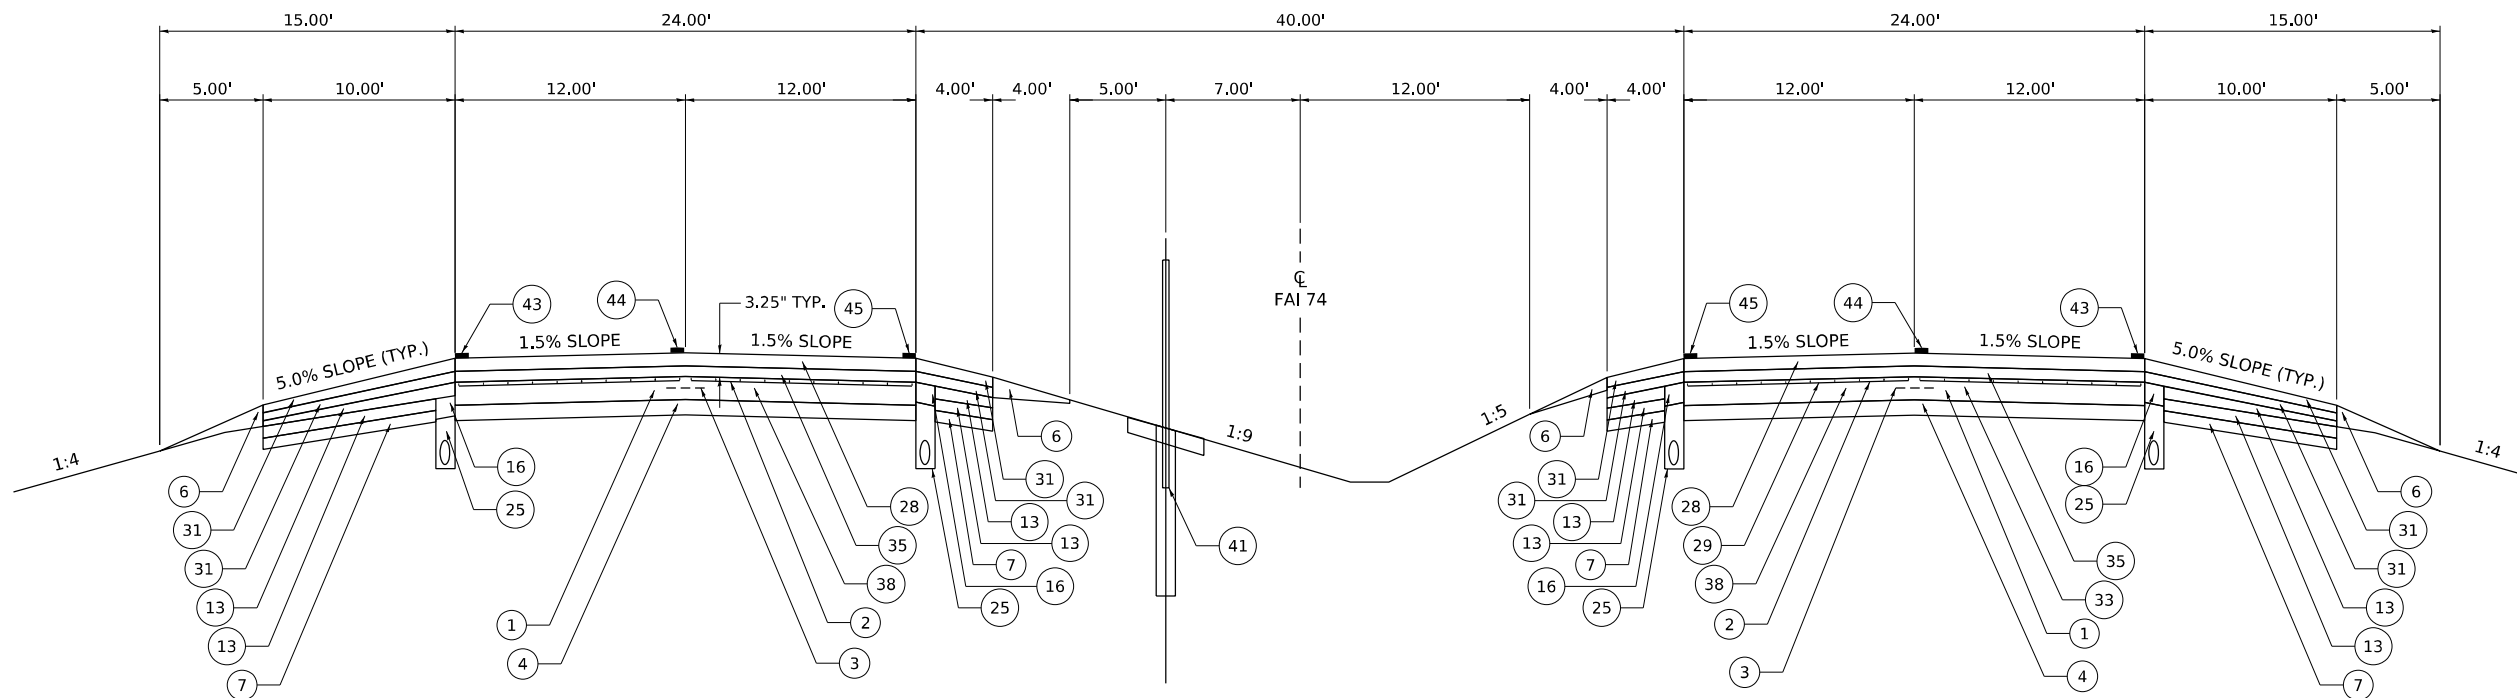 15.00' 24.00' 40.00' 24.00' 15.00'
5.00' 10.00' 12.00' 12.00' 4.00' 4.00' 5.00' 7.00' 12.00' 4.00' 4.00' 12.00' 12.00' 10.00' 5.00'
℄
FAI 74
43 44 3.25" TYP. 45 45 44 43
1.5% SLOPE 1.5% SLOPE 1.5% SLOPE 1.5% SLOPE
5.0% SLOPE (TYP.) 5.0% SLOPE (TYP.)
1:4 1:9 1:5 1:4
6 16 6 6 16 6
31 25 28 31 31 31 31 28 25 31
31 35 13 13 41 13 13 29 35 31
13 38 7 16 7 16 38 33 13
13 1 2 25 25 2 1 13
7 4 3 3 4 7